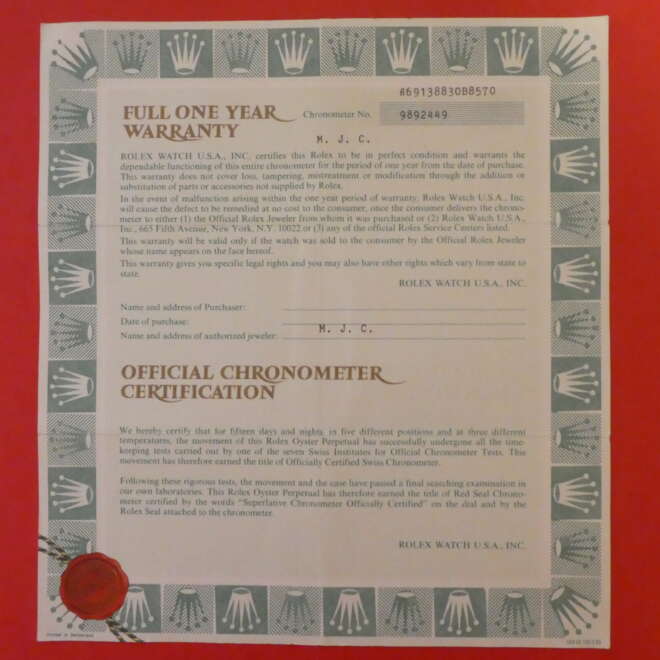 #69138830B8570
FULL ONE YEAR
WARRANTY
Chronometer No. 9892449
M. J. C.
ROLEX WATCH U.S.A., INC. certifies this Rolex to be in perfect condition and warrants the
dependable functioning of this entire chronometer for the period of one year from the date of purchase.
This warranty does not cover loss, tampering, mistreatment or modification through the addition or
substitution of parts or accessories not supplied by Rolex.
In the event of malfunction arising within the one year period of warranty, Rolex Watch U.S.A., Inc.
will cause the defect to be remedied at no cost to the consumer, once the consumer delivers the chrono-
meter to either (1) the Official Rolex Jeweler from whom it was purchased or (2) Rolex Watch U.S.A.,
Inc., 665 Fifth Avenue, New York, N.Y. 10022 or (3) any of the official Rolex Service Centers listed.
This warranty will be valid only if the watch was sold to the consumer by the Official Rolex Jeweler
whose name appears on the face hereof.
This warranty gives you specific legal rights and you may also have other rights which vary from state to
state.
ROLEX WATCH U.S.A., INC.
Name and address of Purchaser:
Date of purchase:
M. J. C.
Name and address of authorized jeweler:
OFFICIAL CHRONOMETER
CERTIFICATION
We hereby certify that for fifteen days and nights, in five different positions and at three different
temperatures, the movement of this Rolex Oyster Perpetual has successfully undergone all the time-
keeping tests carried out by one of the seven Swiss Institutes for Official Chronometer Tests. This
movement has therefore earned the title of Officially Certified Swiss Chronometer.
Following these rigorous tests, the movement and the case have passed a final searching examination in
our own laboratories. This Rolex Oyster Perpetual has therefore earned the title of Red Seal Chrono-
meter certified by the words "Superlative Chronometer Officially Certified" on the dial and by the
Rolex Seal attached to the chronometer.
ROLEX WATCH U.S.A., INC.
Printed in Switzerland